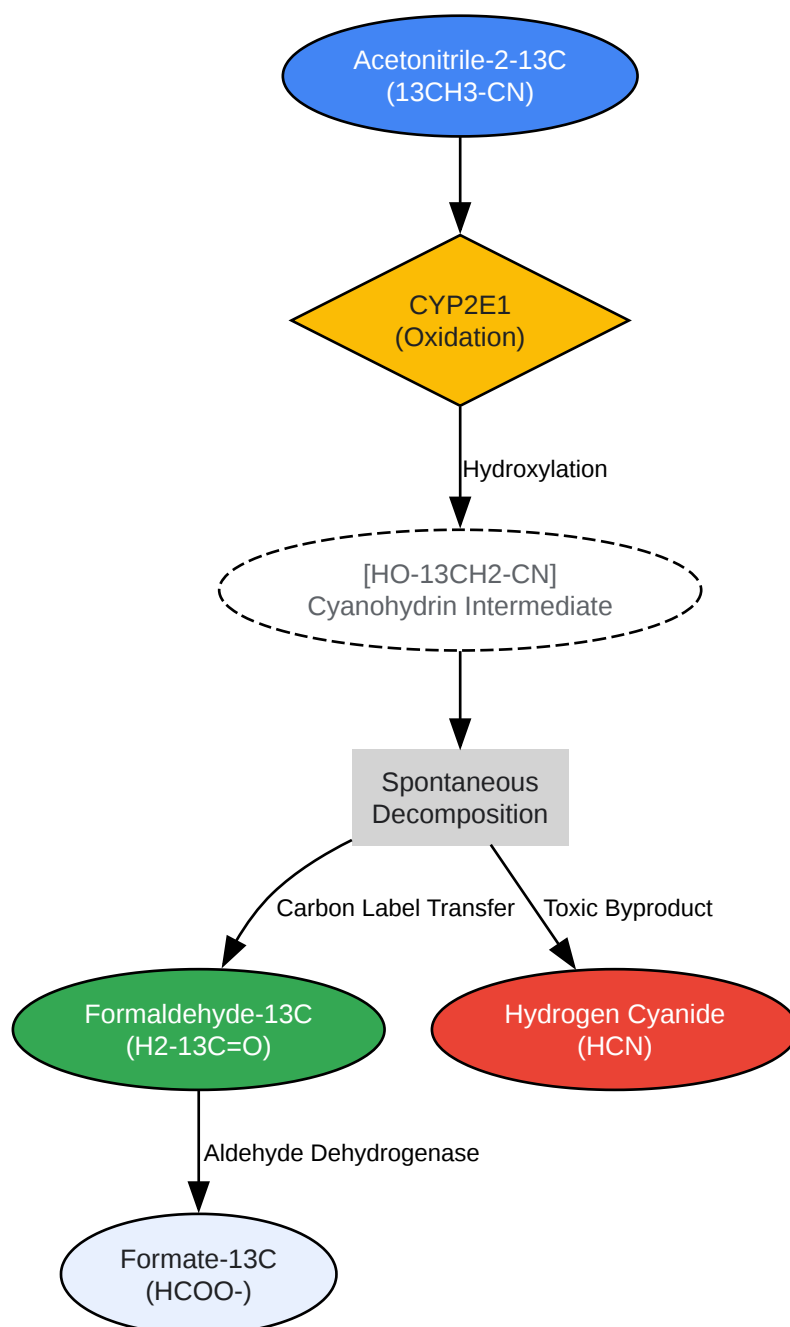 Acetonitrile-2-13C
(13CH3-CN)
CYP2E1
(Oxidation)
Hydroxylation
[HO-13CH2-CN]
Cyanohydrin Intermediate
Spontaneous
Decomposition
Carbon Label Transfer
Toxic Byproduct
Formaldehyde-13C
(H2-13C=O)
Hydrogen Cyanide
(HCN)
Aldehyde Dehydrogenase
Formate-13C
(HCOO-)